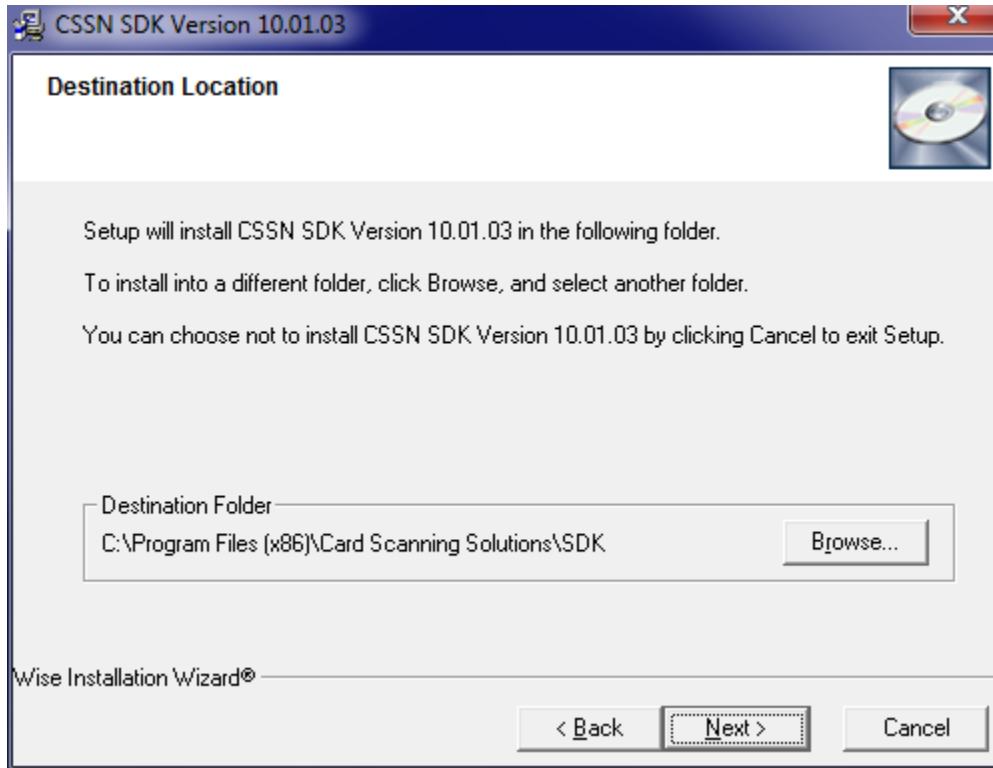 CSSN SDK Version 10.01.03
Destination Location
Setup will install CSSN SDK Version 10.01.03 in the following folder.
To install into a different folder, click Browse, and select another folder.
You can choose not to install CSSN SDK Version 10.01.03 by clicking Cancel to exit Setup.
Destination Folder
C:\Program Files (x86)\Card Scanning Solutions\SDK
Browse...
Wise Installation Wizard®
< Back Next > Cancel